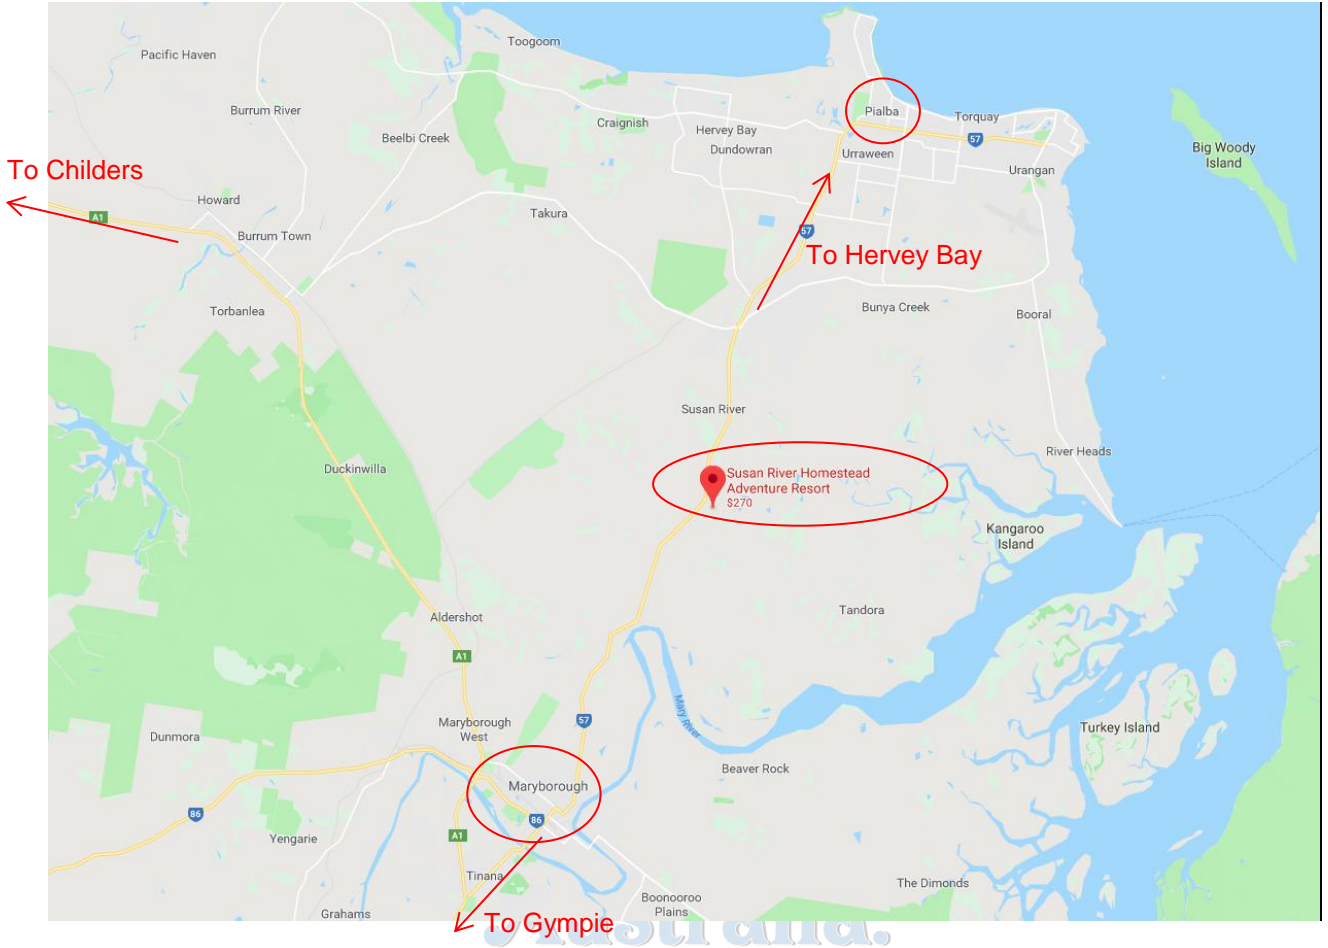 Toogoom
Pacific Haven
Burrum River
Beelbi Creek
Craignish
Hervey Bay
Dundowran
Pialba
Torquay
57
Urraween
Urangan
Big Woody
Island
To Childers
Howard
A1
Burrum Town
Takura
57
To Hervey Bay
Torbanlea
Bunya Creek
Booral
Susan River
Duckinwilla
River Heads
Susan River Homestead
Adventure Resort
$270
Kangaroo
Island
Aldershot
Tandora
A1
Mary River
Maryborough
West
57
Dunmora
Turkey Island
Beaver Rock
Maryborough
86
86
A1
Yengarie
Tinana
The Dimonds
Boonooroo
Plains
Grahams
To Gympie
Australia.